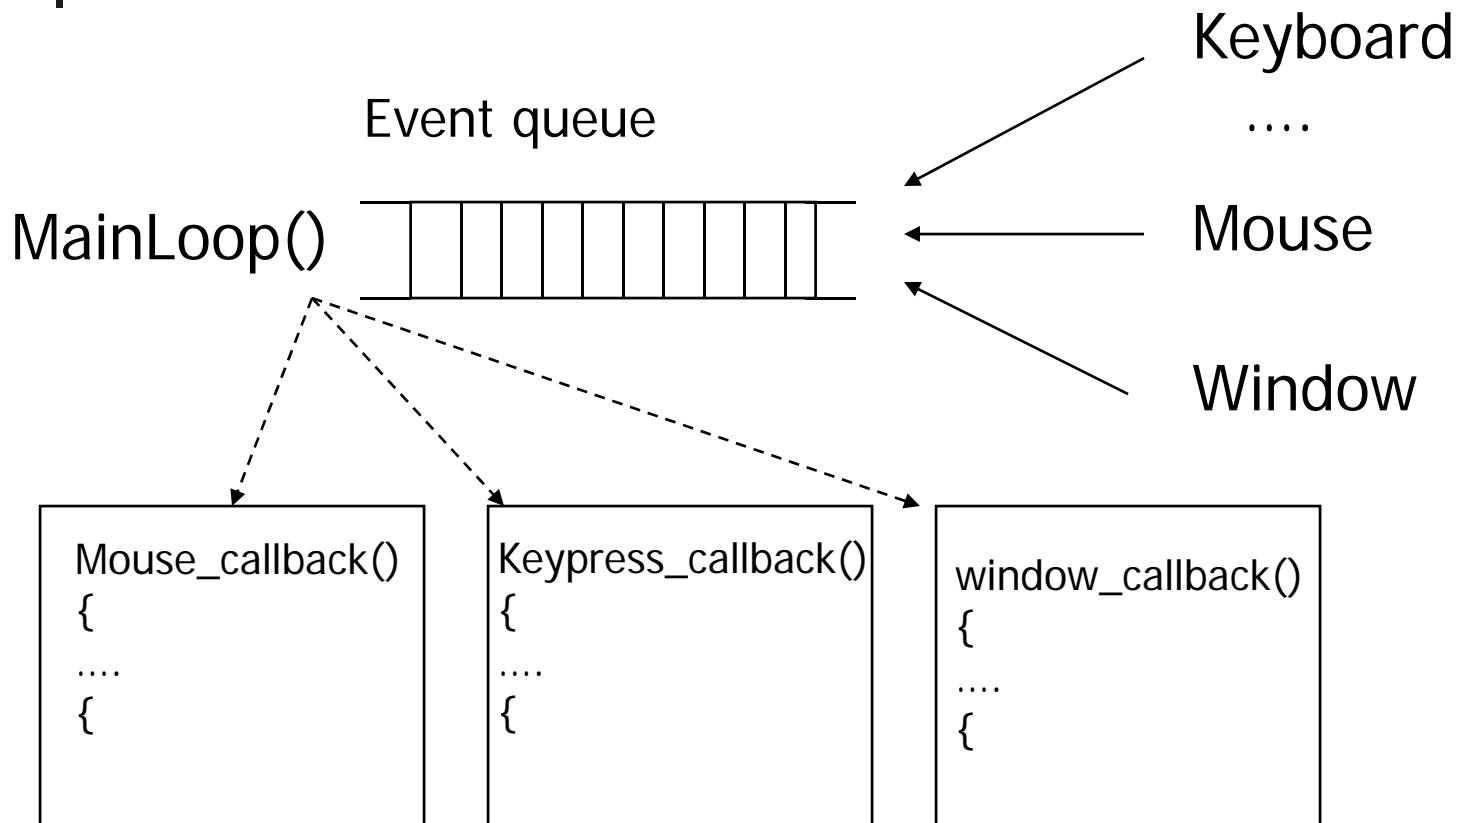 Keyboard
....
Event queue
MainLoop()
Mouse
Window
Mouse_callback()
{
....
{
Keypress_callback()
{
....
{
window_callback()
{
....
{